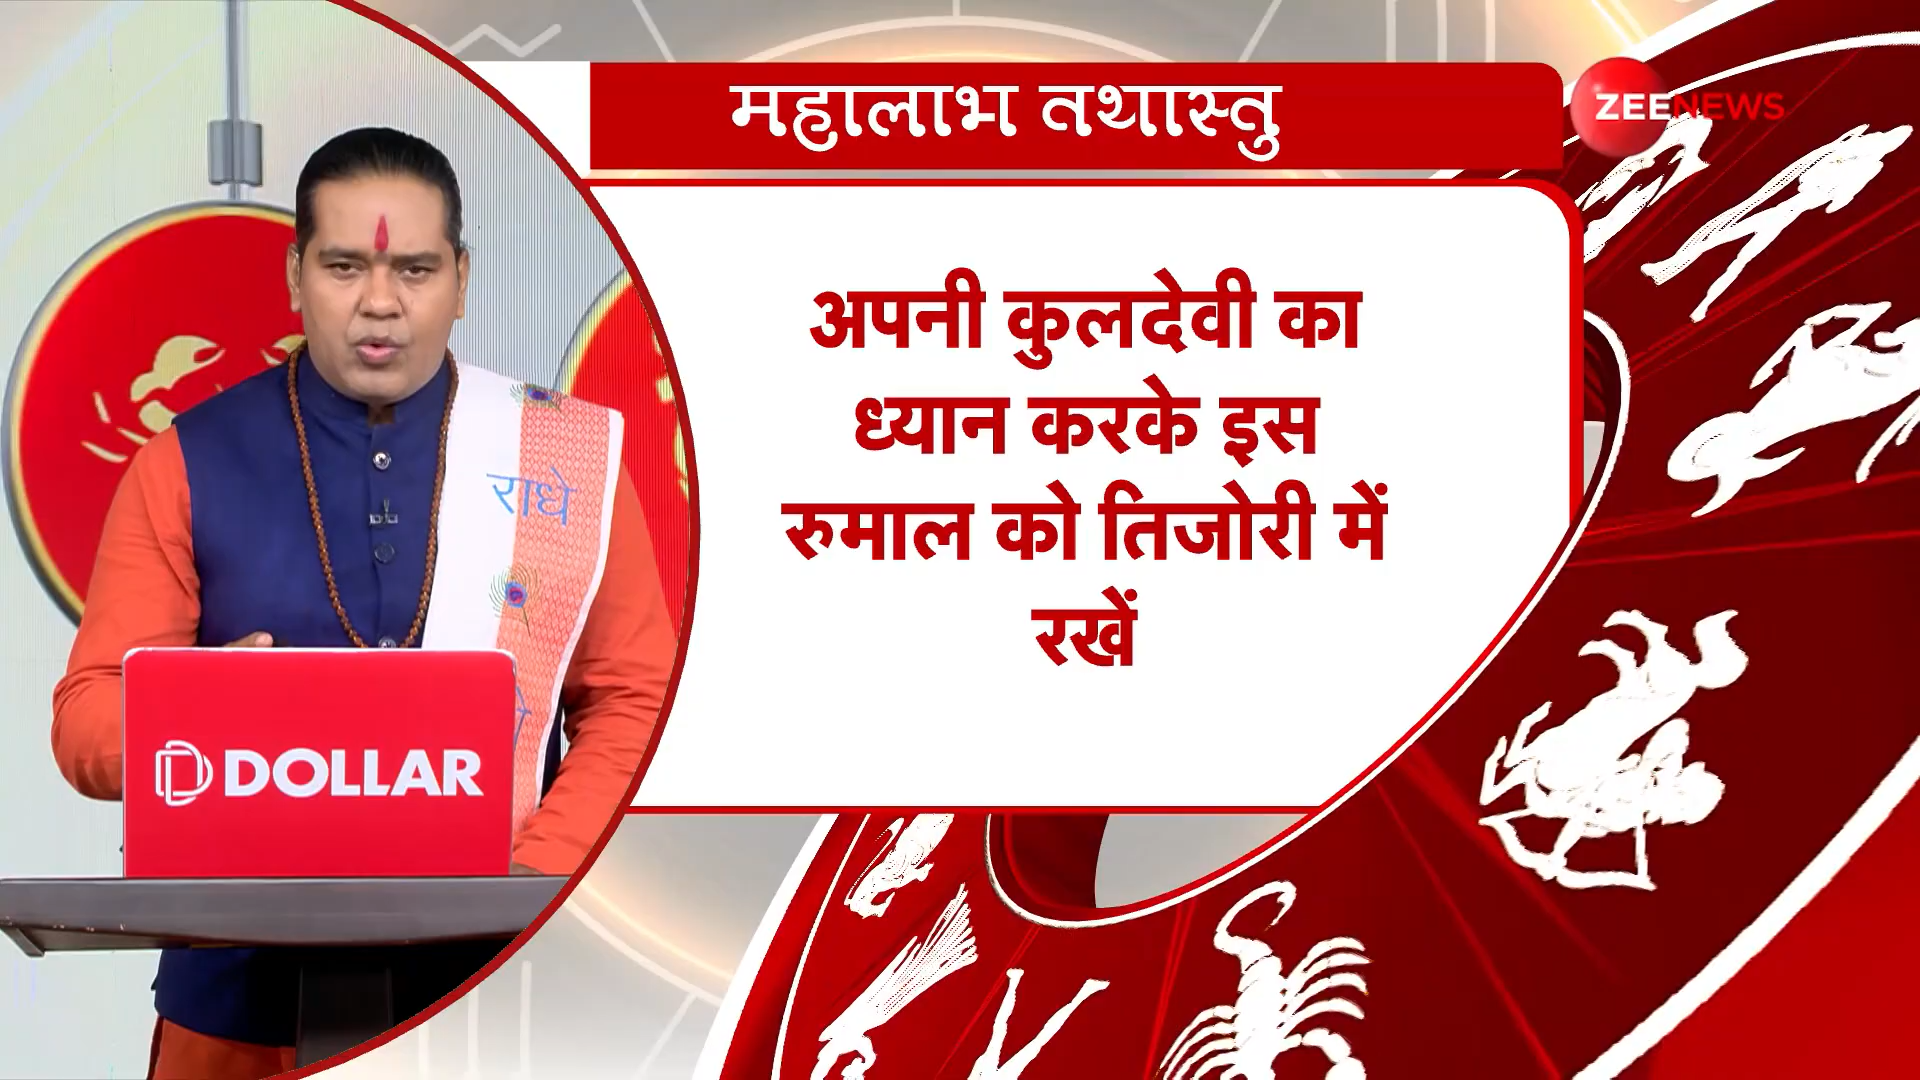 महालाभ तथास्तु
ZEENEWS
अपनी कुलदेवी का
ध्यान करके इस
रुमाल को तिजोरी में
रखें
राधे
DOLLAR